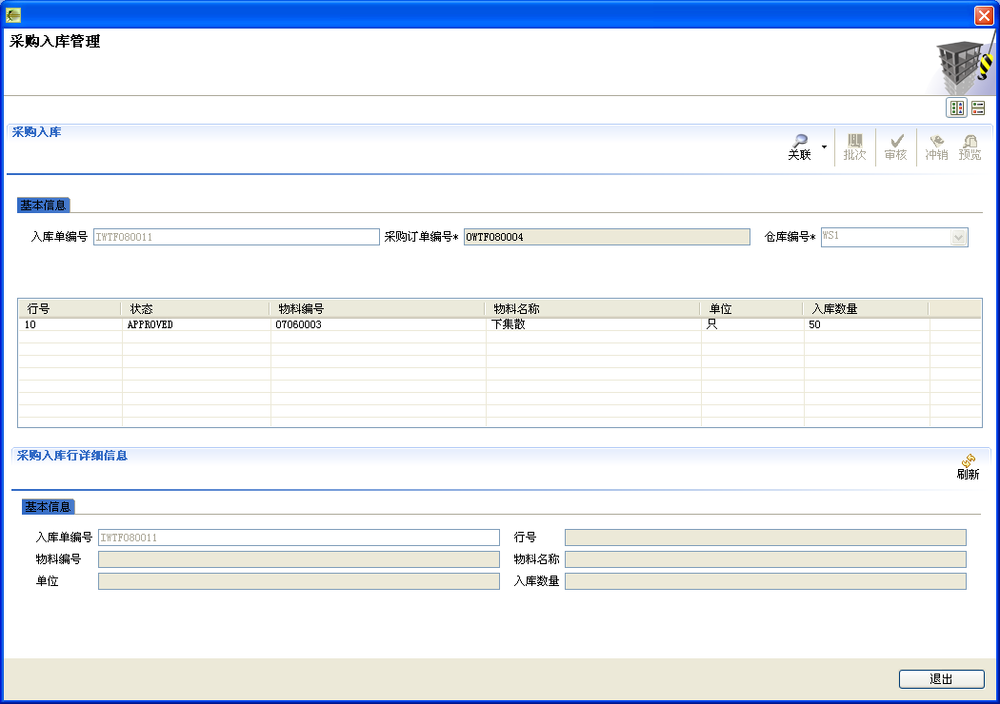 采购入库管理
采购入库
关联 批次 审核 冲销 预览
基本信息
入库单编号 IWTF080011 采购订单编号* OWTF080004 仓库编号* WS1
行号 状态 物料编号 物料名称 单位 入库数量
10 APPROVED 07060003 下集散 只 50
采购入库行详细信息
刷新
基本信息
入库单编号 IWTF080011 行号
物料编号 物料名称
单位 入库数量
退出